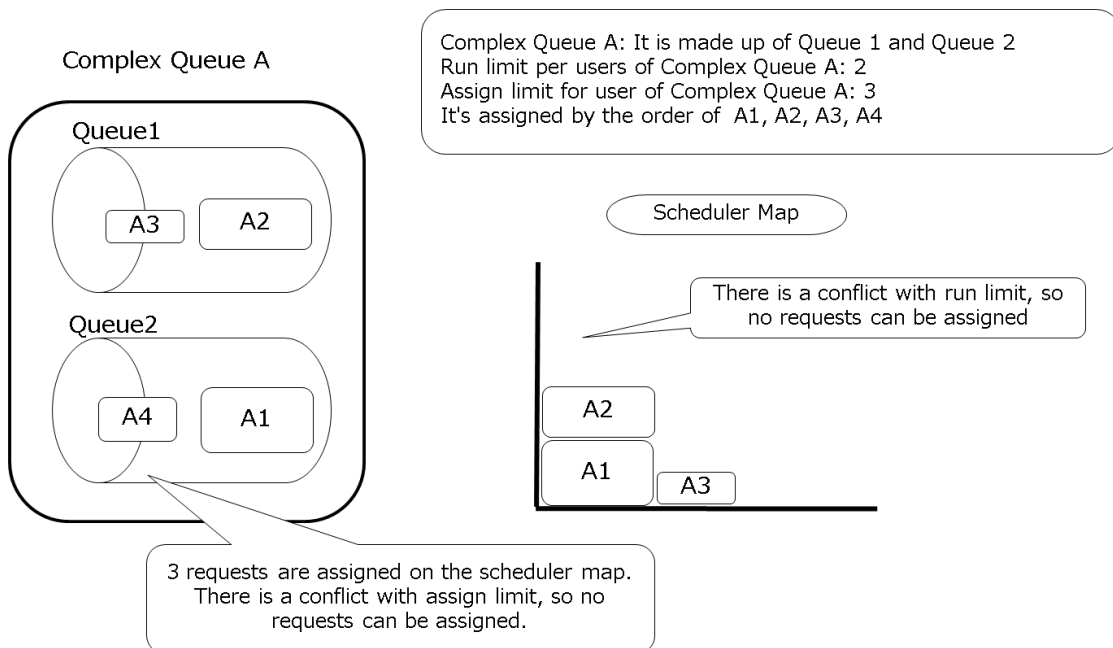 Complex Queue A
Complex Queue A: It is made up of Queue 1 and Queue 2
Run limit per users of Complex Queue A: 2
Assign limit for user of Complex Queue A: 3
It's assigned by the order of A1, A2, A3, A4
Queue1
A3
A2
Queue2
A4
A1
3 requests are assigned on the scheduler map.
There is a conflict with assign limit, so no
requests can be assigned.
Scheduler Map
There is a conflict with run limit, so
no requests can be assigned
A2
A1
A3